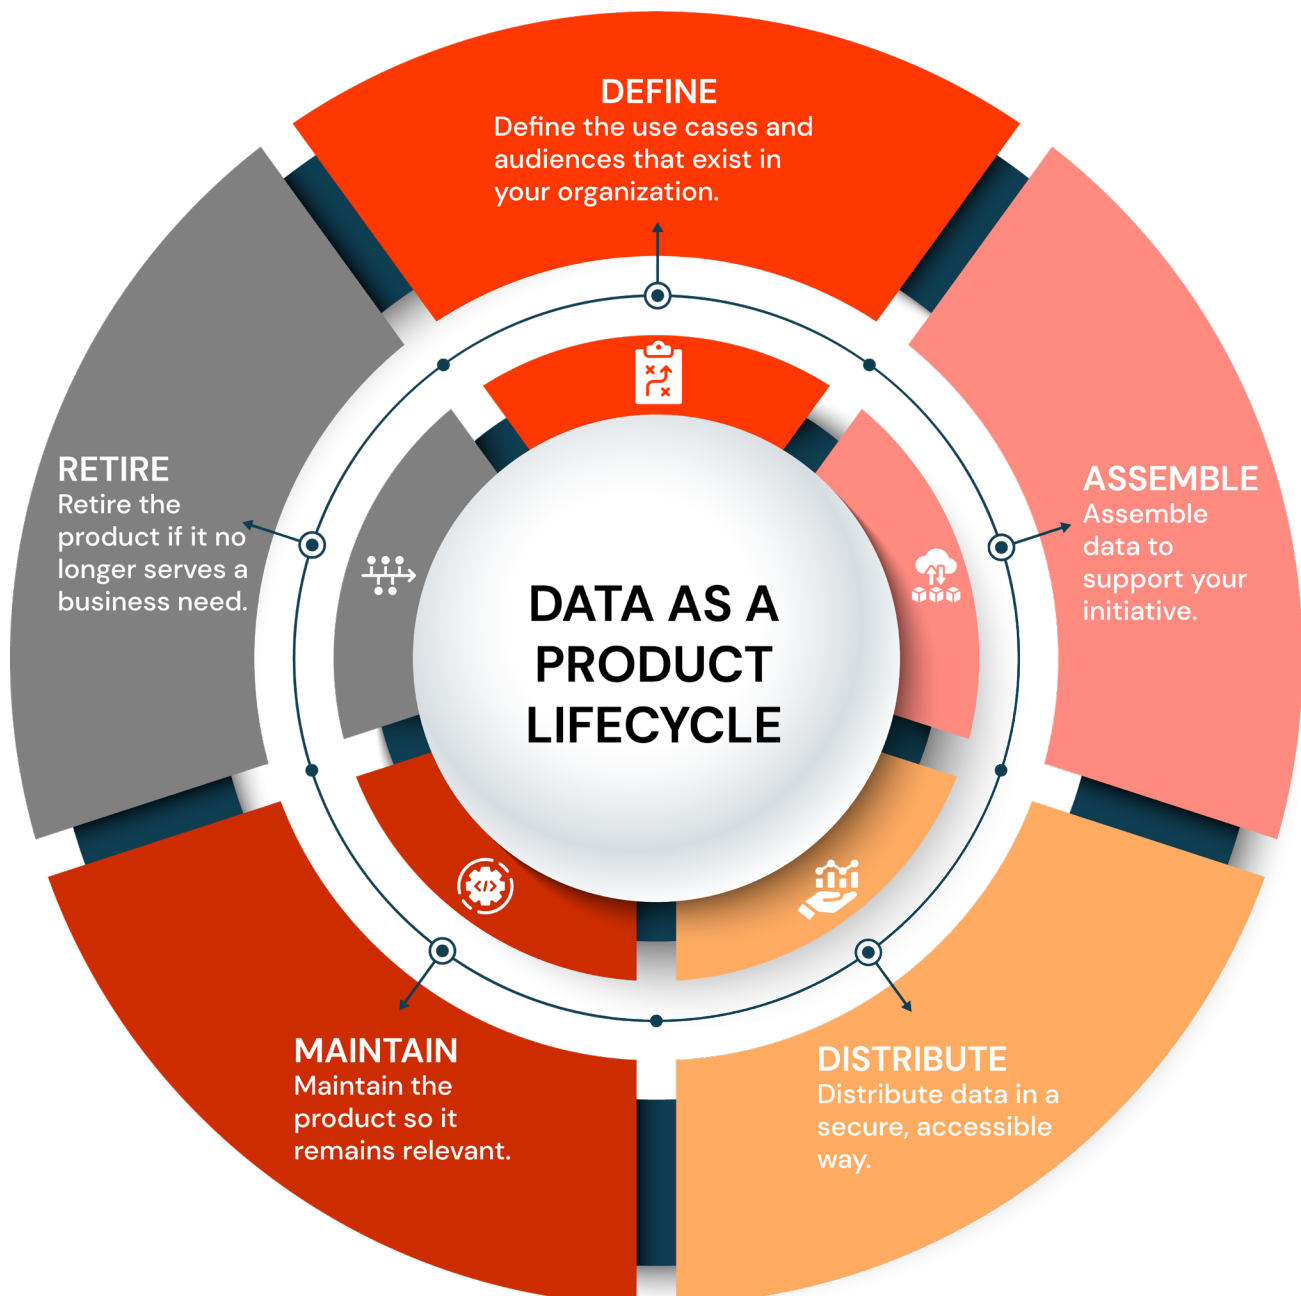 DEFINE
Define the use cases and
audiences that exist in
your organization.
ASSEMBLE
Assemble
data to
support your
initiative.
DISTRIBUTE
Distribute data in a
secure, accessible
way.
MAINTAIN
Maintain the
product so it
remains relevant.
RETIRE
Retire the
product if it no
longer serves a
business need.
DATA AS A
PRODUCT
LIFECYCLE